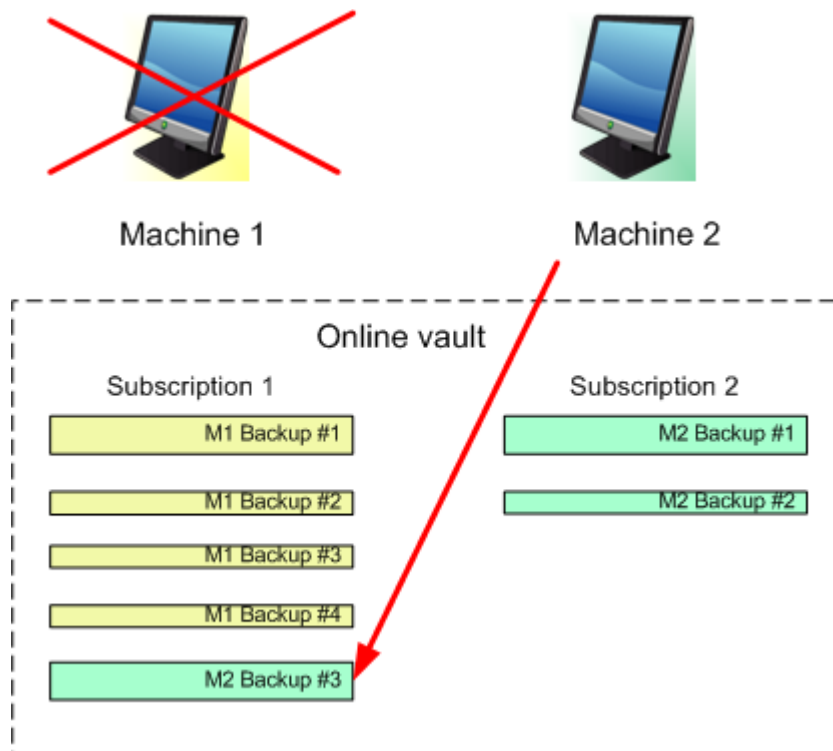 Machine 1
Machine 2
Online vault
Subscription 1
Subscription 2
M1 Backup #1
M2 Backup #1
M1 Backup #2
M2 Backup #2
M1 Backup #3
M1 Backup #4
M2 Backup #3